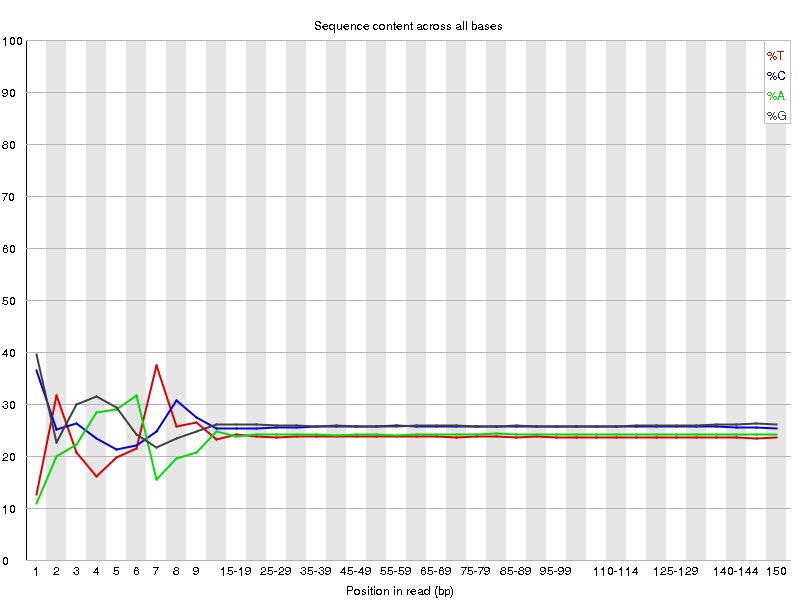 Sequence content across all bases
100
90
80
70
60
50
40
30
20
10
0
%T
%C
%A
%G
1 2 3 4 5 6 7 8 9 15-19 25-29 35-39 45-49 55-59 65-69 75-79 85-89 95-99 110-114 125-129 140-144 150
Position in read (bp)